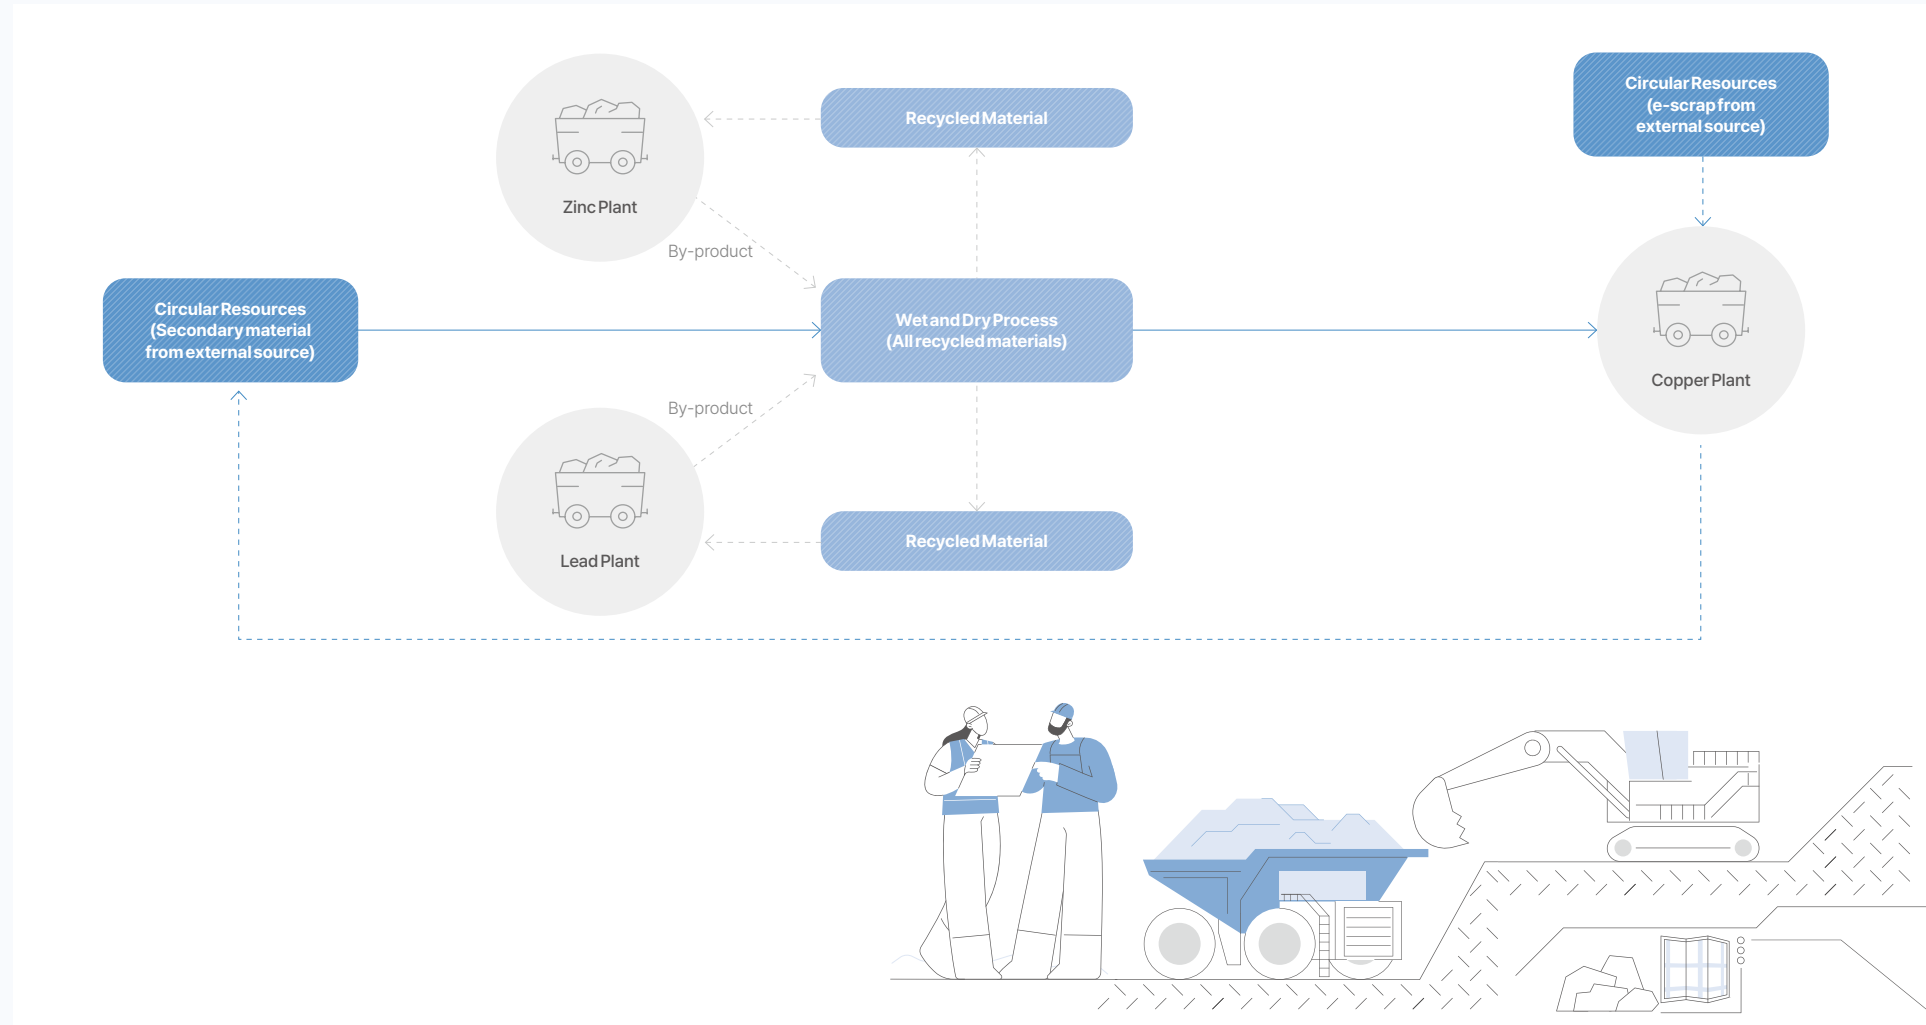 Recycled Material
Circular Resources
(e-scrap from
external source)
Zinc Plant
By-product
Circular Resources
(Secondary material
from external source)
Wet and Dry Process
(All recycled materials)
Copper Plant
By-product
Lead Plant
Recycled Material